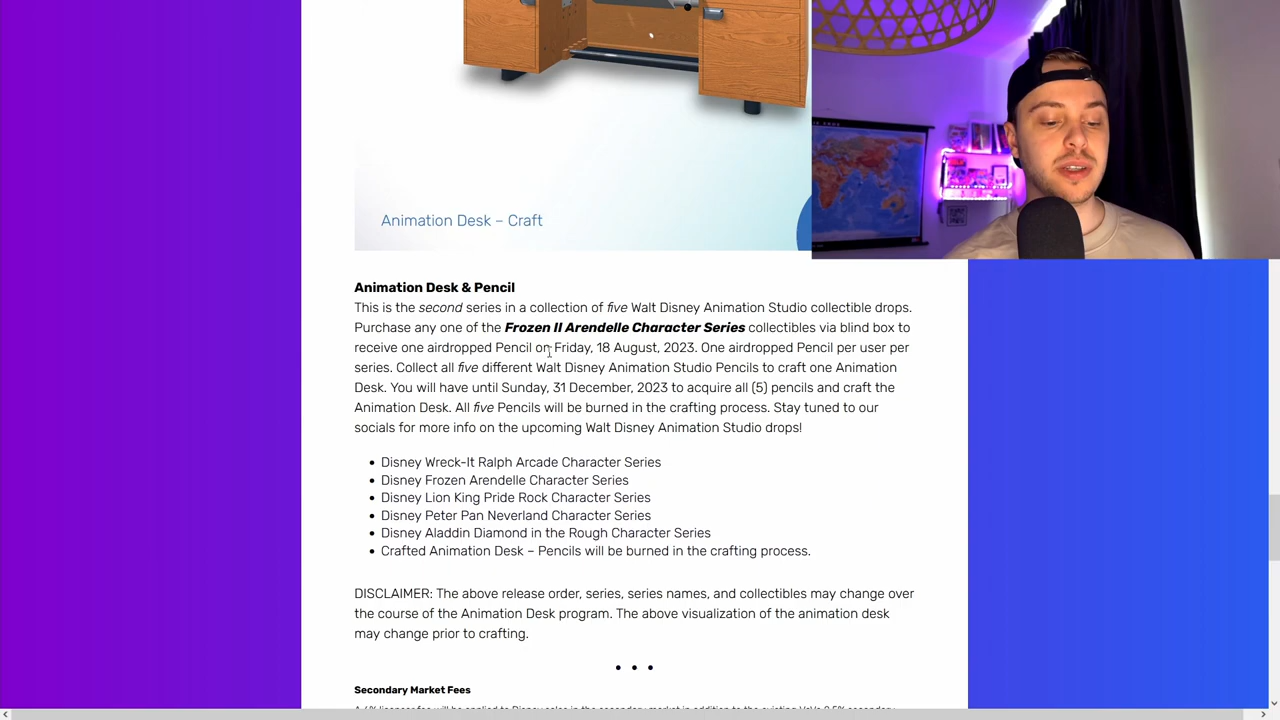 Animation Desk – Craft
Animation Desk & Pencil
This is the second series in a collection of five Walt Disney Animation Studio collectible drops.
Purchase any one of the Frozen II Arendelle Character Series collectibles via blind box to
receive one airdropped Pencil on Friday, 18 August, 2023. One airdropped Pencil per user per
series. Collect all five different Walt Disney Animation Studio Pencils to craft one Animation
Desk. You will have until Sunday, 31 December, 2023 to acquire all (5) pencils and craft the
Animation Desk. All five Pencils will be burned in the crafting process. Stay tuned to our
socials for more info on the upcoming Walt Disney Animation Studio drops!
• Disney Wreck-It Ralph Arcade Character Series
• Disney Frozen Arendelle Character Series
• Disney Lion King Pride Rock Character Series
• Disney Peter Pan Neverland Character Series
• Disney Aladdin Diamond in the Rough Character Series
• Crafted Animation Desk – Pencils will be burned in the crafting process.
DISCLAIMER: The above release order, series, series names, and collectibles may change over
the course of the Animation Desk program. The above visualization of the animation desk
may change prior to crafting.
• • •
Secondary Market Fees